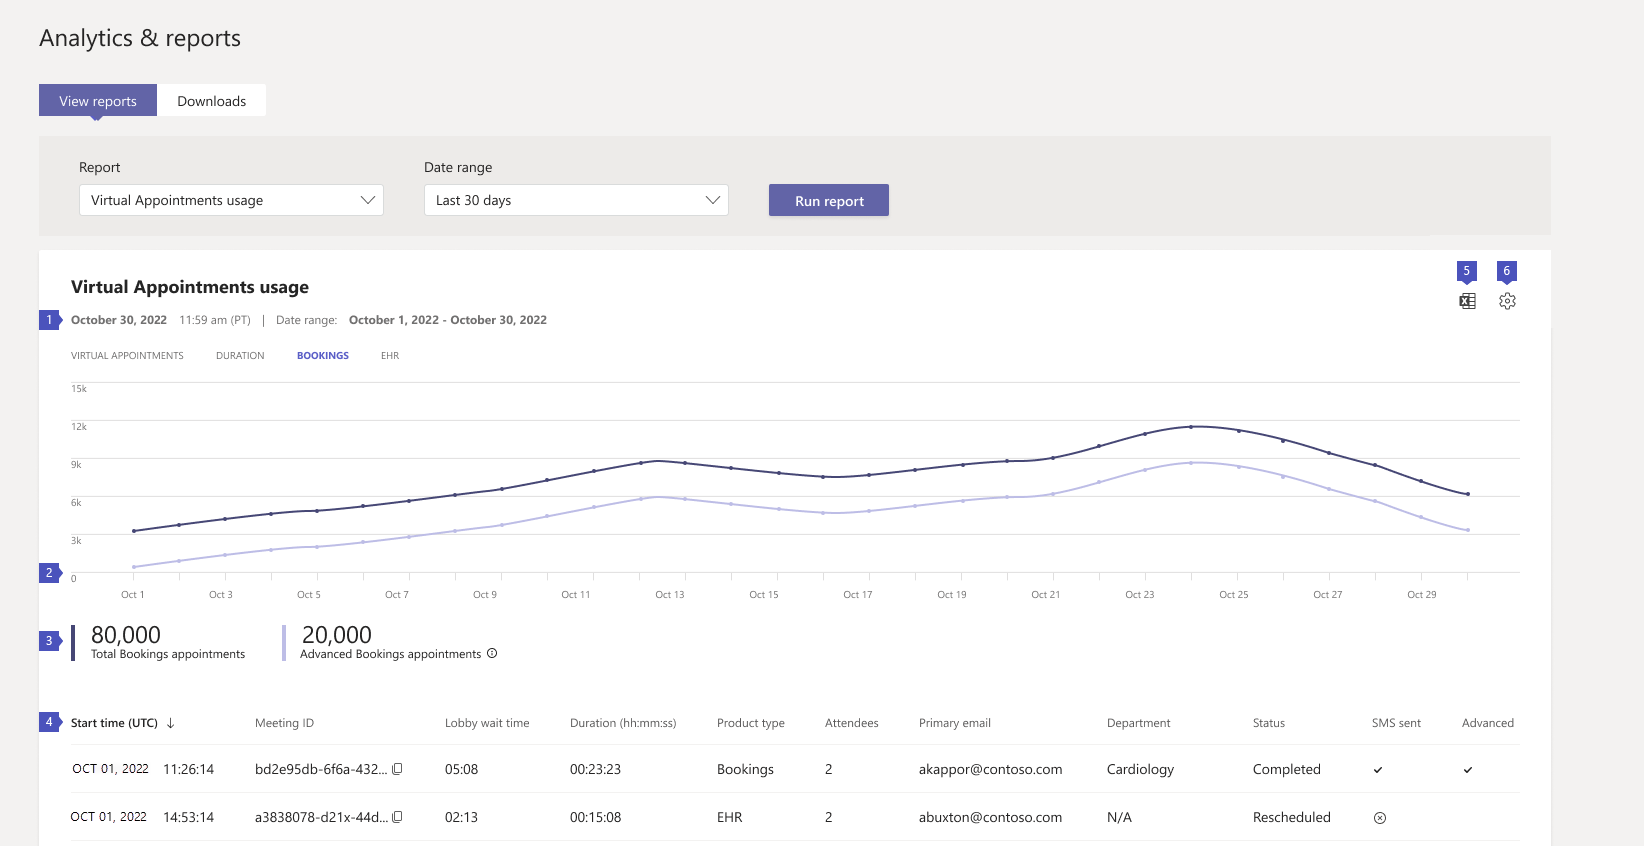 Analytics & reports
View reports Downloads
Report Date range
Virtual Appointments usage Last 30 days Run report
5 6
Virtual Appointments usage
1 October 30, 2022 11:59 am (PT) | Date range: October 1, 2022 - October 30, 2022
VIRTUAL APPOINTMENTS DURATION BOOKINGS EHR
15k
12k
9k
6k
3k
2 0
Oct 1 Oct 3 Oct 5 Oct 7 Oct 9 Oct 11 Oct 13 Oct 15 Oct 17 Oct 19 Oct 21 Oct 23 Oct 25 Oct 27 Oct 29
3 80,000 20,000
Total Bookings appointments Advanced Bookings appointments
4 Start time (UTC) Meeting ID Lobby wait time Duration (hh:mm:ss) Product type Attendees Primary email Department Status SMS sent Advanced
OCT 01, 2022 11:26:14 bd2e95db-6f6a-432... 05:08 00:23:23 Bookings 2 akappor@contoso.com Cardiology Completed
OCT 01, 2022 14:53:14 a3838078-d21x-44d... 02:13 00:15:08 EHR 2 abuxton@contoso.com N/A Rescheduled